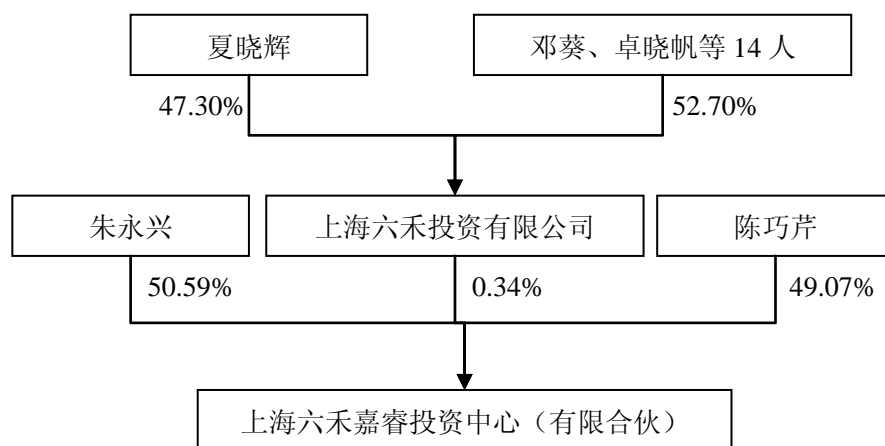 夏晓辉
邓葵、卓晓帆等 14 人
47.30%
52.70%
朱永兴
上海六禾投资有限公司
陈巧芹
50.59%
0.34%
49.07%
上海六禾嘉睿投资中心（有限合伙）